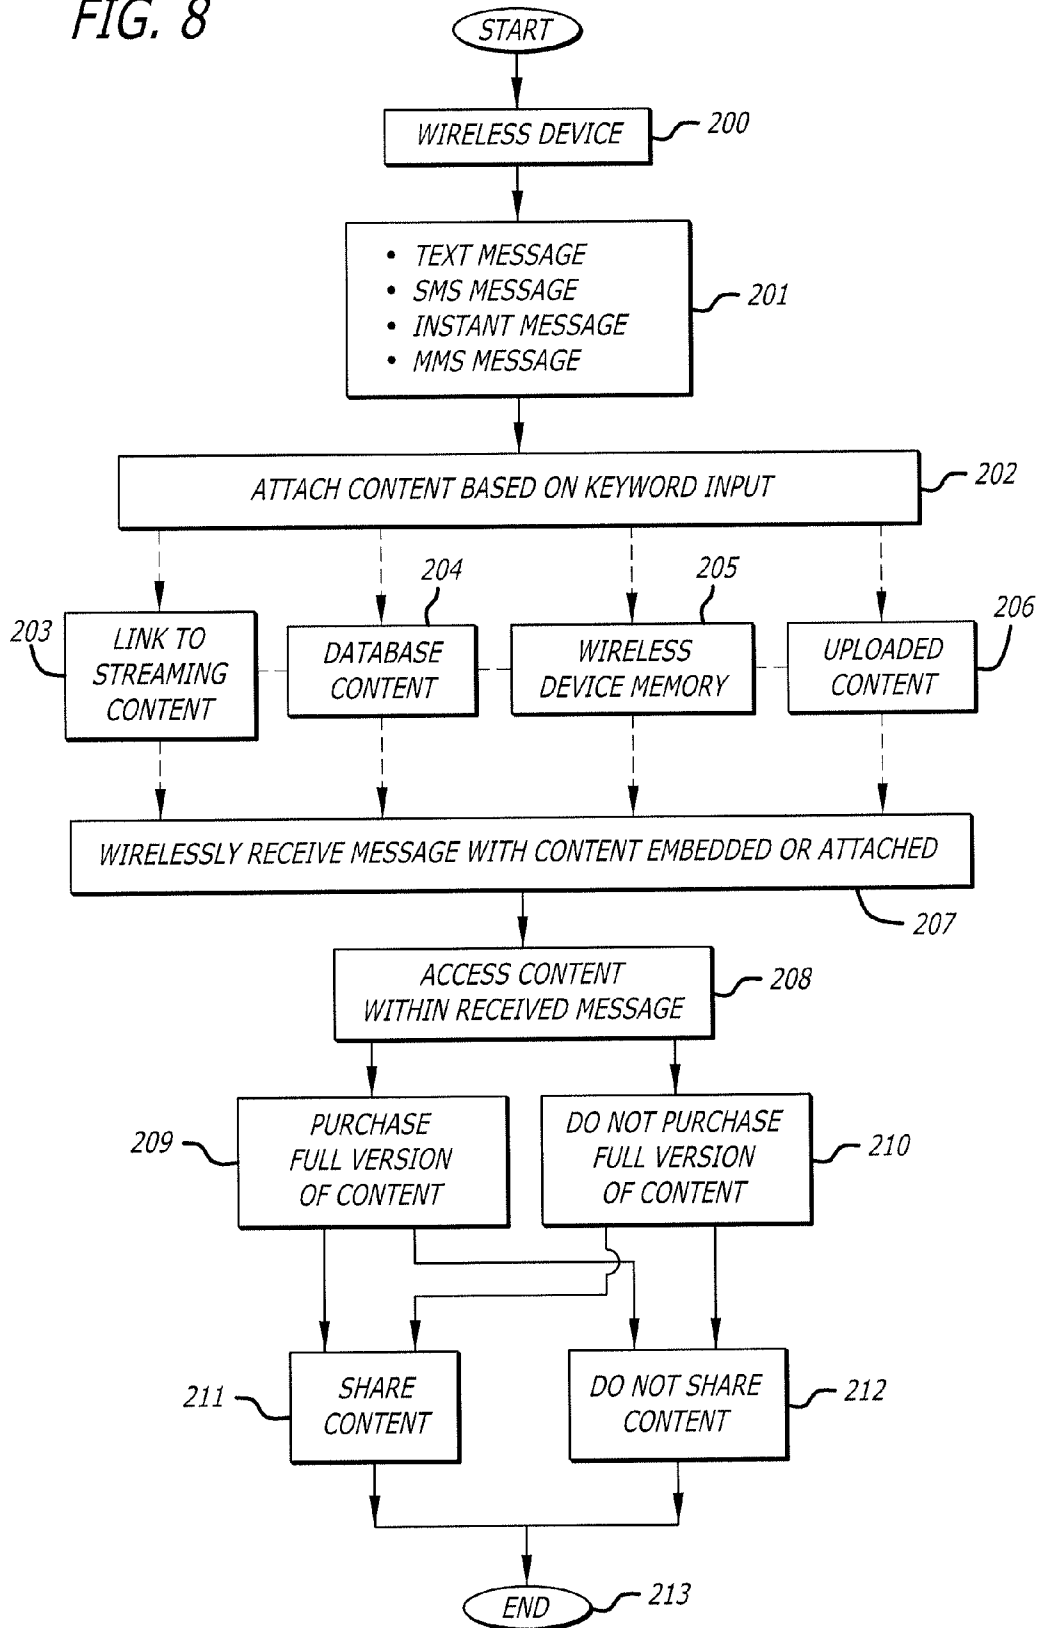 FIG. 8
START
WIRELESS DEVICE
200
• TEXT MESSAGE
• SMS MESSAGE
• INSTANT MESSAGE
• MMS MESSAGE
201
ATTACH CONTENT BASED ON KEYWORD INPUT
202
203
LINK TO
STREAMING
CONTENT
204
DATABASE
CONTENT
205
WIRELESS
DEVICE MEMORY
206
UPLOADED
CONTENT
WIRELESSLY RECEIVE MESSAGE WITH CONTENT EMBEDDED OR ATTACHED
207
ACCESS CONTENT
WITHIN RECEIVED MESSAGE
208
209
PURCHASE
FULL VERSION
OF CONTENT
DO NOT PURCHASE
FULL VERSION
OF CONTENT
210
211
SHARE
CONTENT
DO NOT SHARE
CONTENT
212
END
213